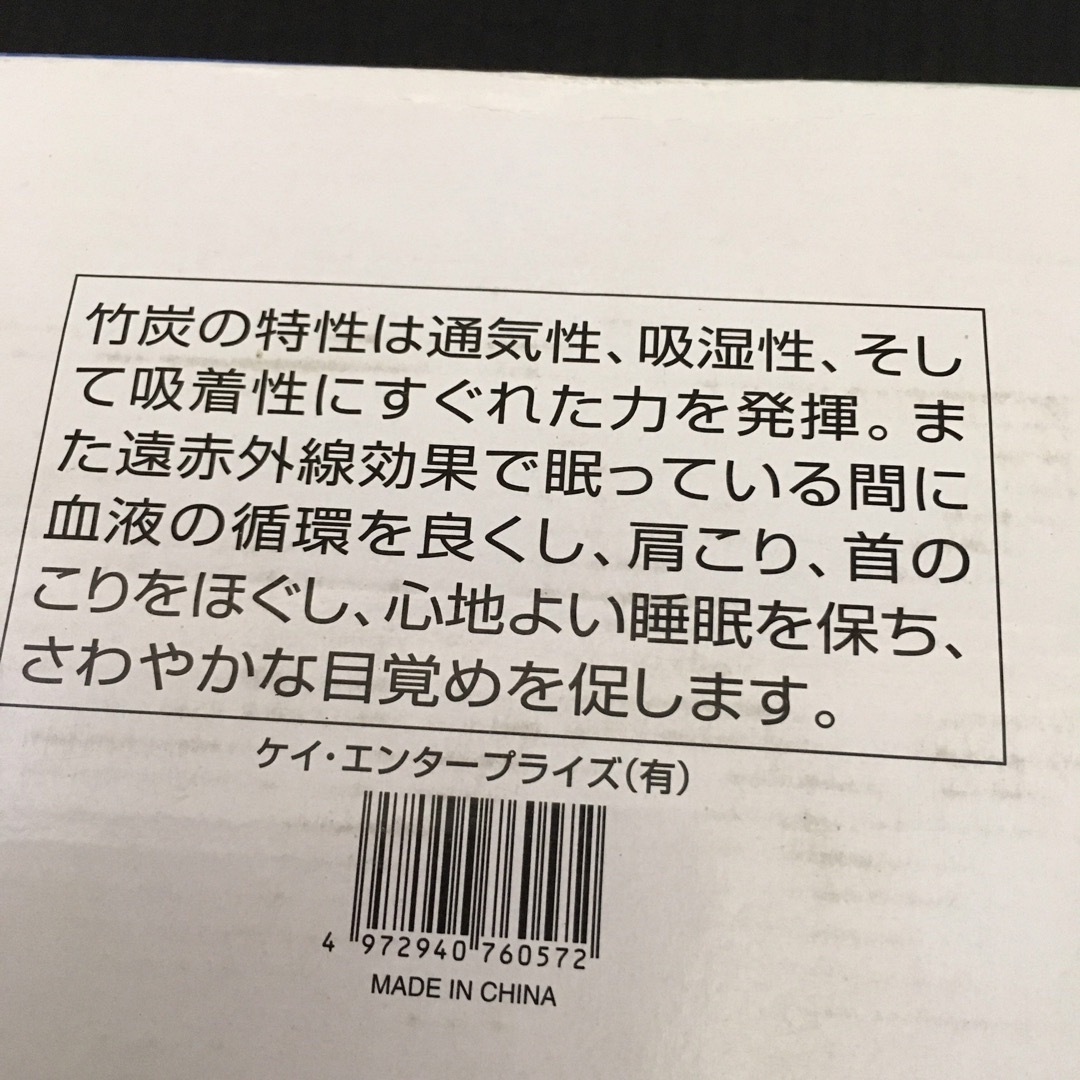 竹炭の特性は通気性、吸湿性、そし
て吸着性にすぐれた力を発揮。ま
た遠赤外線効果で眠っている間に
血液の循環を良くし、肩こり、首の
こりをほぐし、心地よい睡眠を保ち、
さわやかな目覚めを促します。
ケイ・エンタープライズ(有)
4 972940 760572
MADE IN CHINA